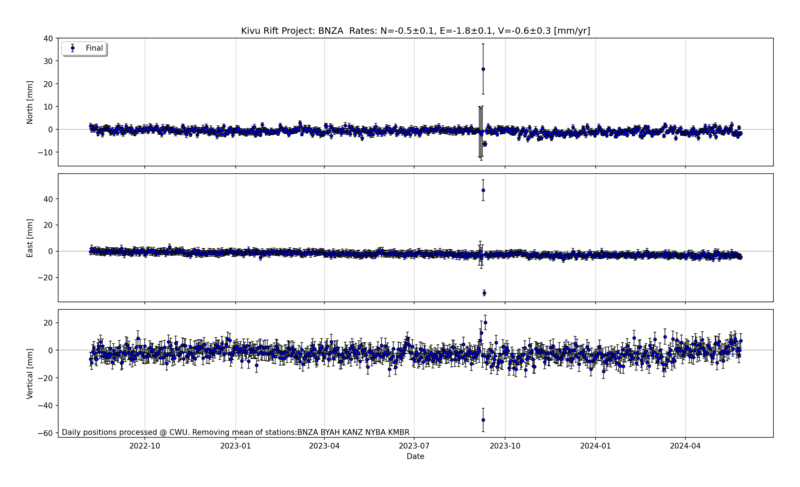 Kivu Rift Project: BNZA  Rates: N=-0.5±0.1, E=-1.8±0.1, V=-0.6±0.3 [mm/yr]
Final
North [mm]
40
30
20
10
0
−10
East [mm]
40
20
0
−20
Vertical [mm]
20
0
−20
−40
−60
Daily positions processed @ CWU. Removing mean of stations:BNZA BYAH KANZ NYBA KMBR
2022-10 2023-01 2023-04 2023-07 2023-10 2024-01 2024-04
Date